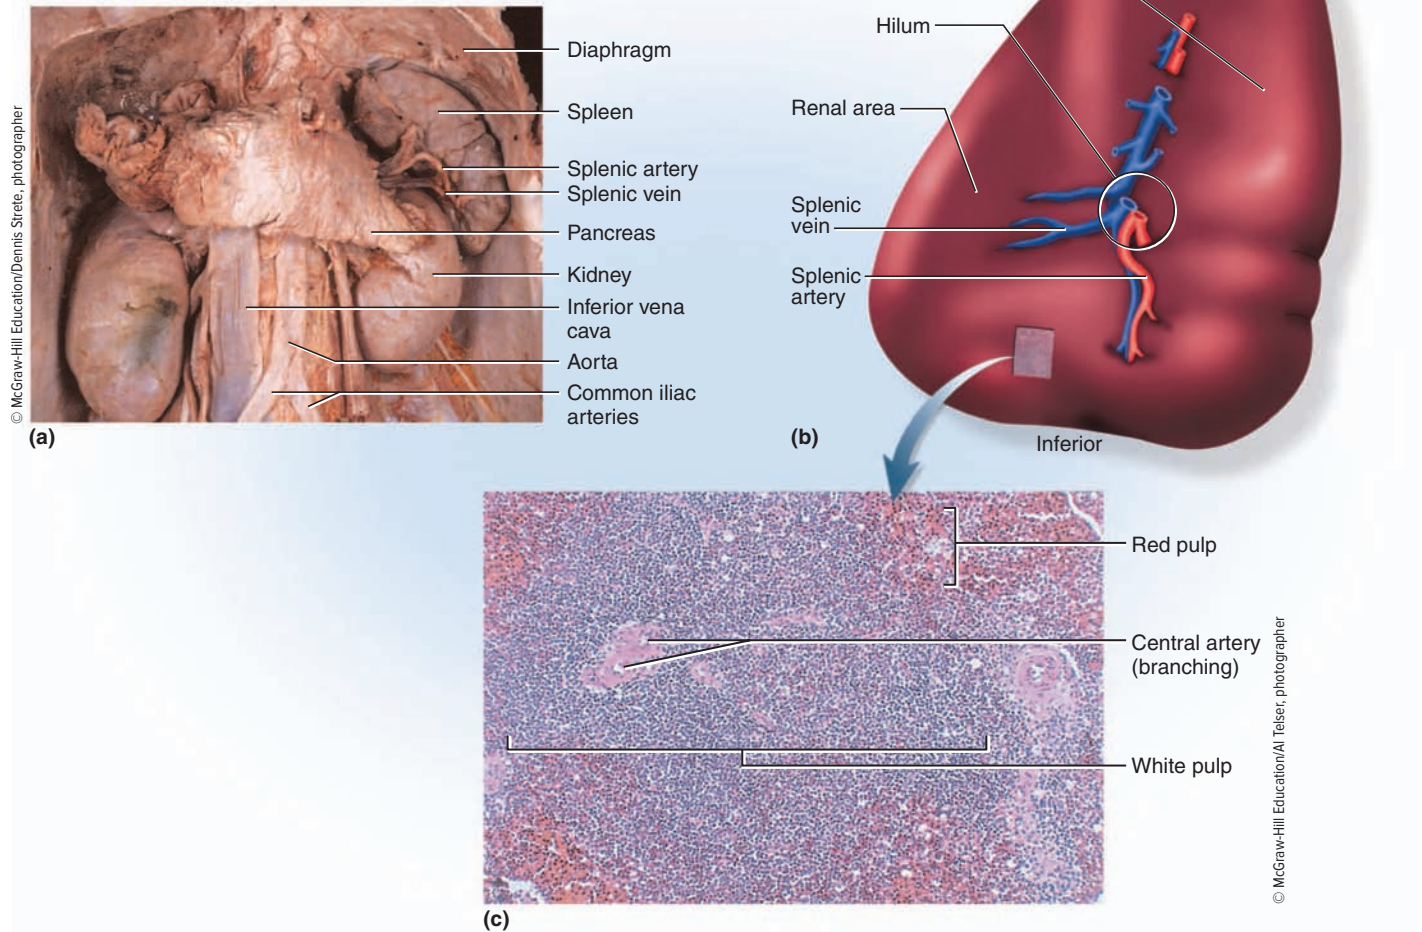 © McGraw-Hill Education/Dennis Strete, photographer
Diaphragm
Spleen
Splenic artery
Splenic vein
Pancreas
Kidney
Inferior vena
cava
Aorta
Common iliac
arteries
(a)
Hilum
Renal area
Splenic
vein
Splenic
artery
(b)
Inferior
Red pulp
Central artery
(branching)
White pulp
(c)
© McGraw-Hill Education/Al Telser, photographer